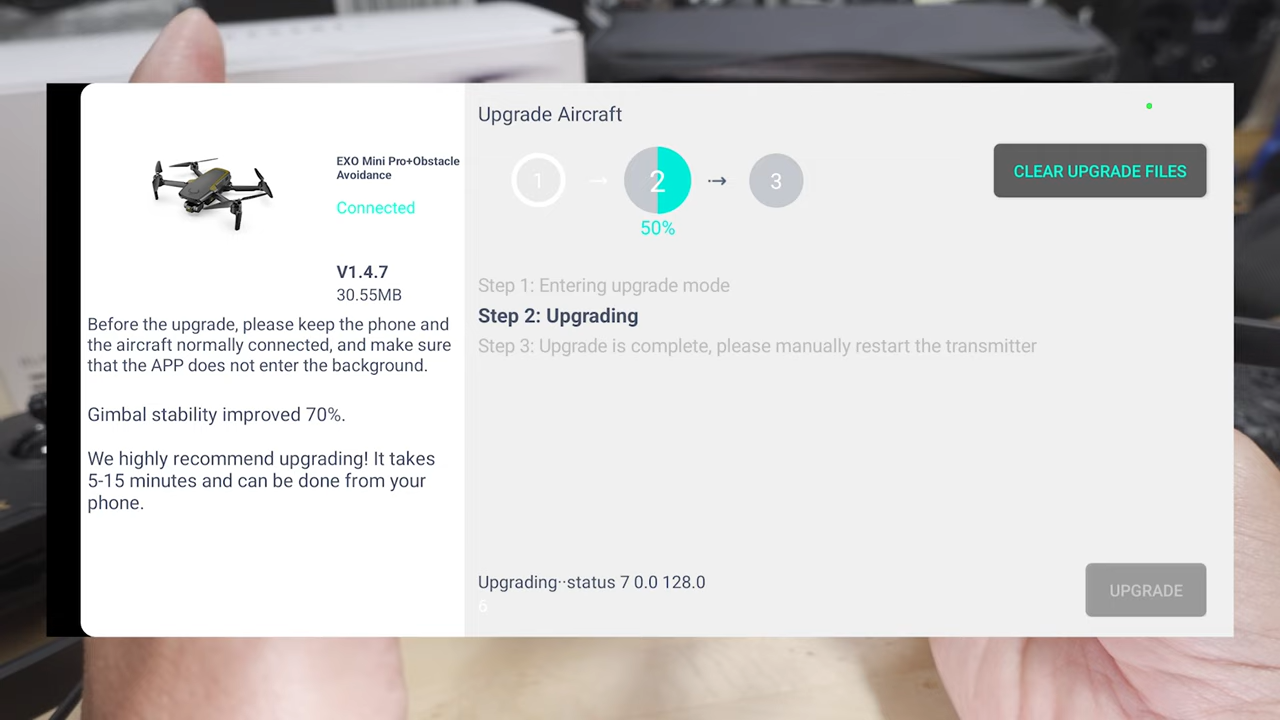 Upgrade Aircraft
EXO Mini Pro+Obstacle
Avoidance
Connected
V1.4.7
30.55MB
Before the upgrade, please keep the phone and
the aircraft normally connected, and make sure
that the APP does not enter the background.
Gimbal stability improved 70%.
We highly recommend upgrading! It takes
5-15 minutes and can be done from your
phone.
1
2
3
50%
CLEAR UPGRADE FILES
Step 1: Entering upgrade mode
Step 2: Upgrading
Step 3: Upgrade is complete, please manually restart the transmitter
Upgrading··status 7 0.0 128.0
6
UPGRADE